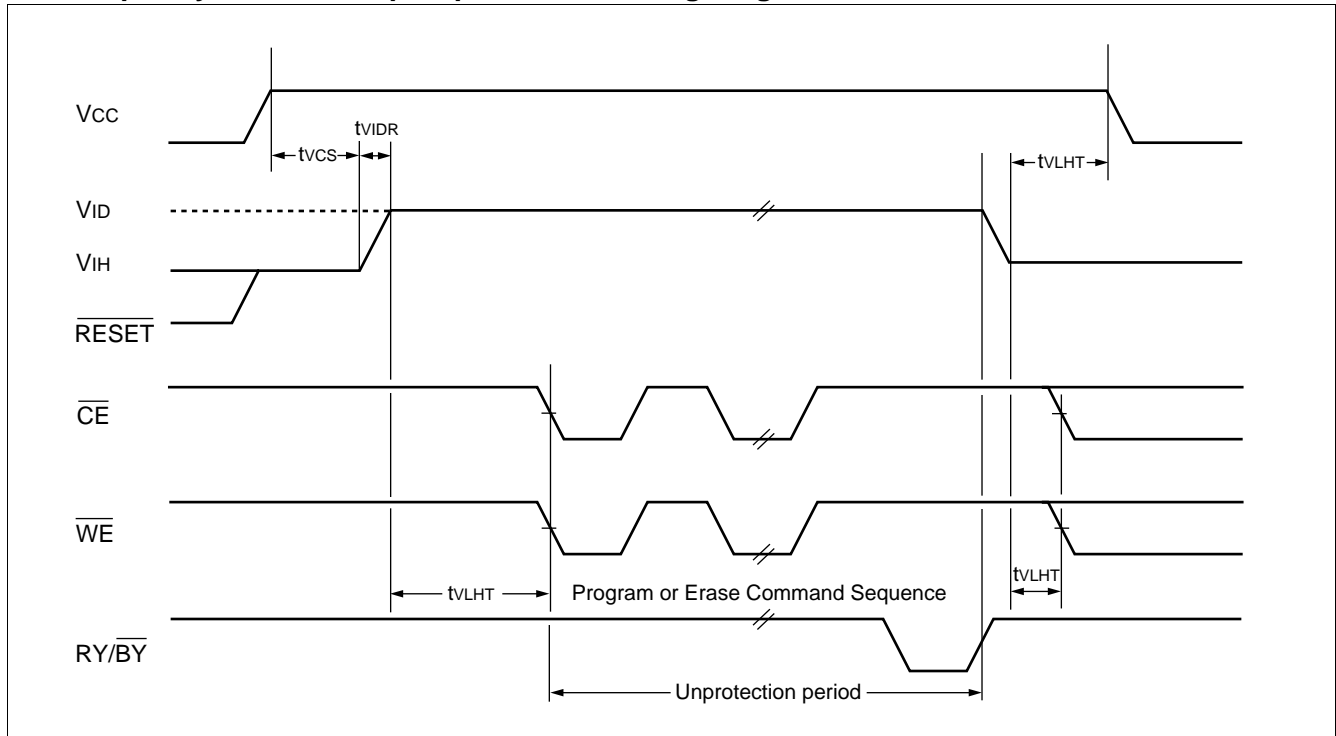 VCC
tVIDR
tVCS
tVLHT
VID
VIH
RESET
CE
WE
tVLHT
Program or Erase Command Sequence
tVLHT
RY/BY
Unprotection period